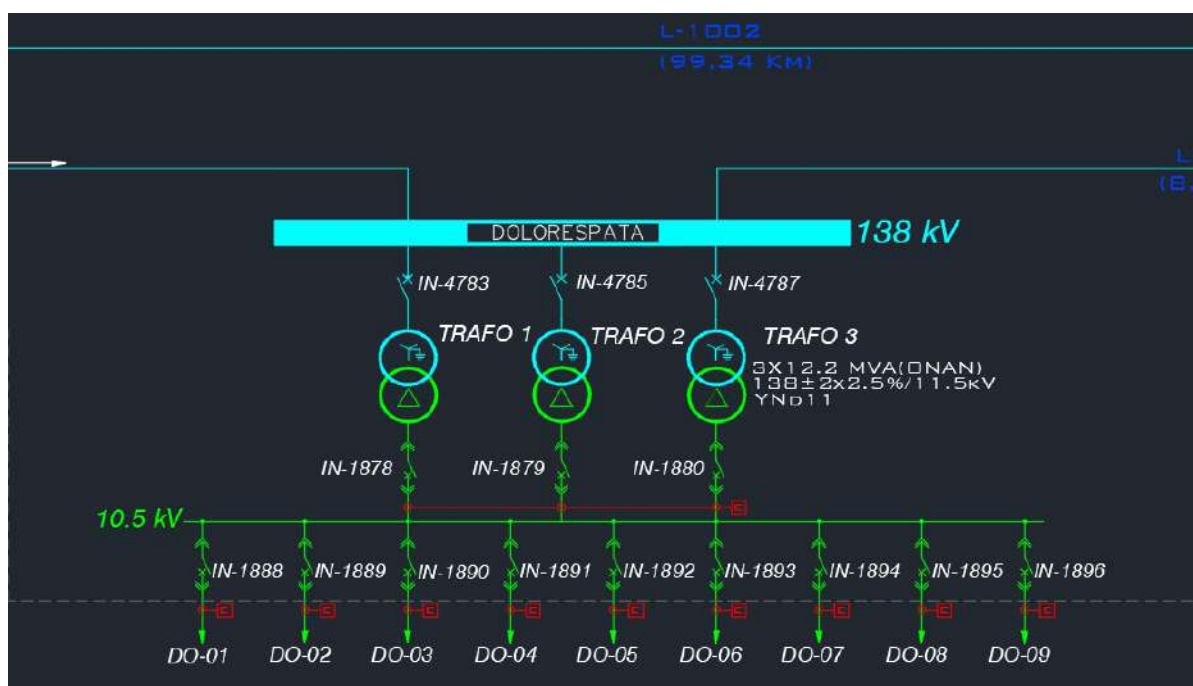 L-1002
(99,34 KM)
L
(8,
DOLORESPATA
138 kV
IN-4783
IN-4785
IN-4787
TRAFO 1
TRAFO 2
TRAFO 3
3X12.2 MVA(ONAN)
138±2x2.5%/11.5kV
YND11
IN-1878
IN-1879
IN-1880
10.5 kV
IN-1888
IN-1889
IN-1890
IN-1891
IN-1892
IN-1893
IN-1894
IN-1895
IN-1896
DO-01
DO-02
DO-03
DO-04
DO-05
DO-06
DO-07
DO-08
DO-09